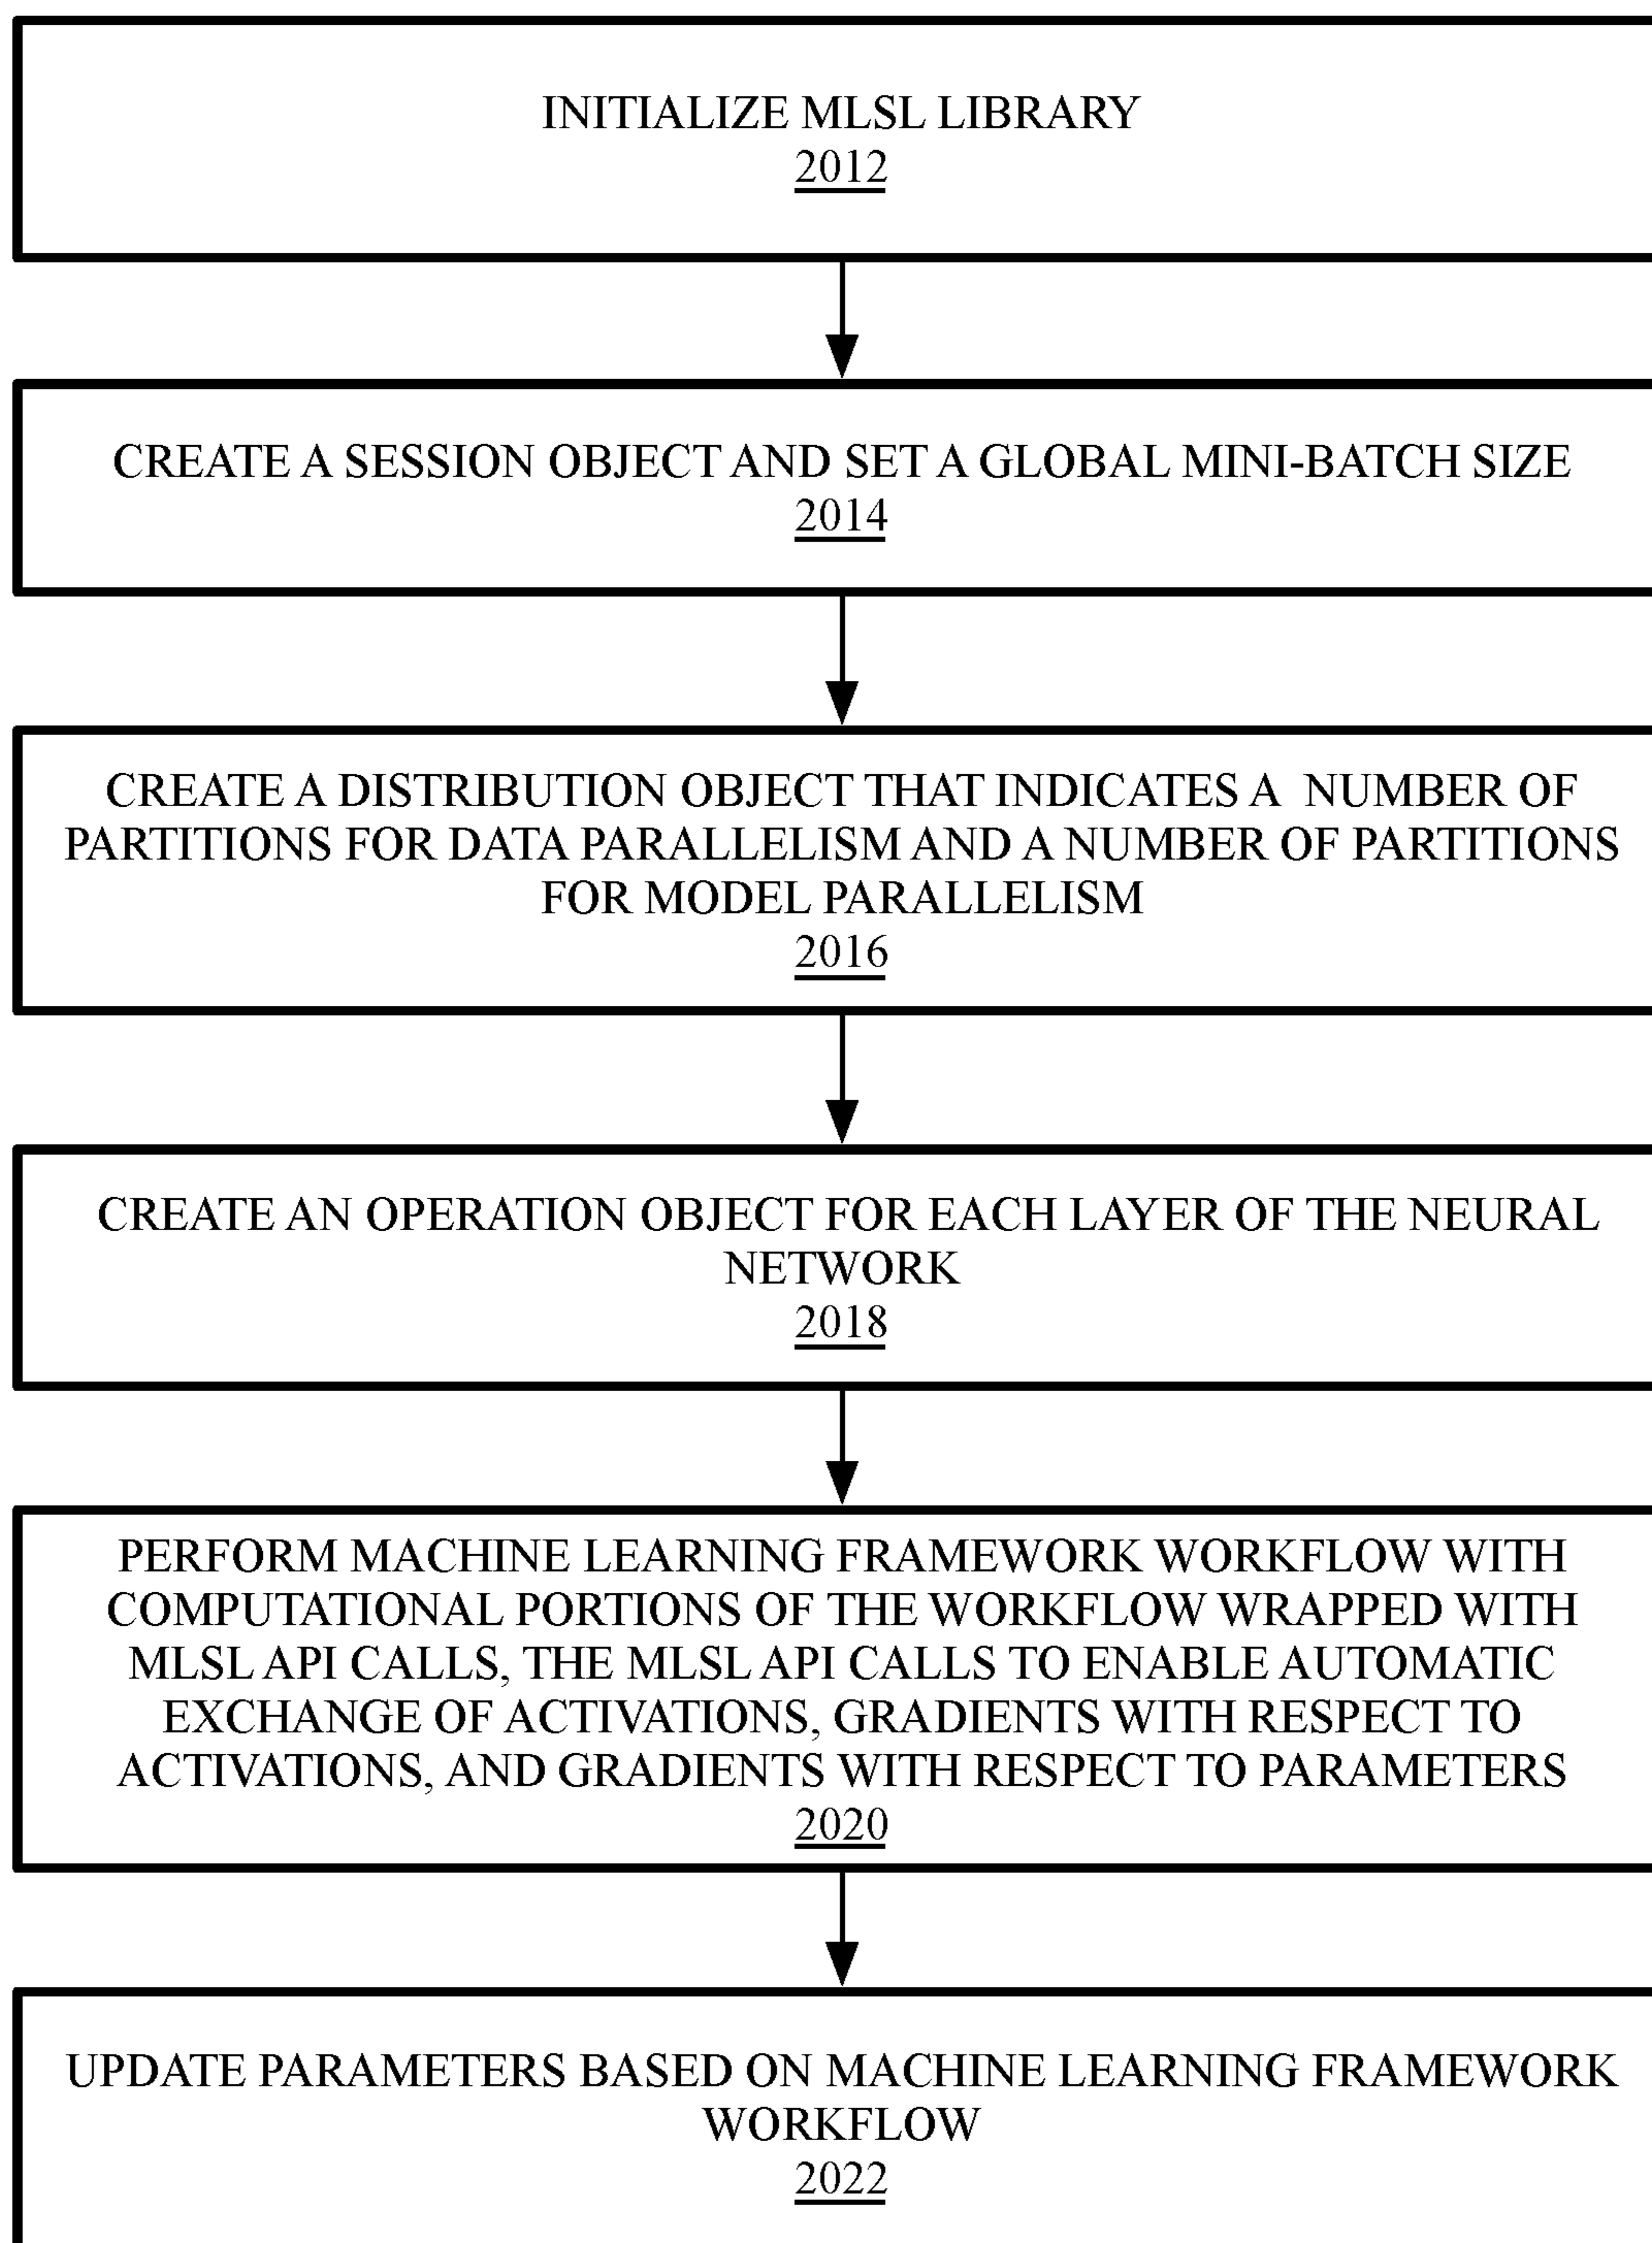 INITIALIZE MLSL LIBRARY
2012
CREATE A SESSION OBJECT AND SET A GLOBAL MINI-BATCH SIZE
2014
CREATE A DISTRIBUTION OBJECT THAT INDICATES A NUMBER OF
PARTITIONS FOR DATA PARALLELISM AND A NUMBER OF PARTITIONS
FOR MODEL PARALLELISM
2016
CREATE AN OPERATION OBJECT FOR EACH LAYER OF THE NEURAL
NETWORK
2018
PERFORM MACHINE LEARNING FRAMEWORK WORKFLOW WITH
COMPUTATIONAL PORTIONS OF THE WORKFLOW WRAPPED WITH
MLSL API CALLS, THE MLSL API CALLS TO ENABLE AUTOMATIC
EXCHANGE OF ACTIVATIONS, GRADIENTS WITH RESPECT TO
ACTIVATIONS, AND GRADIENTS WITH RESPECT TO PARAMETERS
2020
UPDATE PARAMETERS BASED ON MACHINE LEARNING FRAMEWORK
WORKFLOW
2022